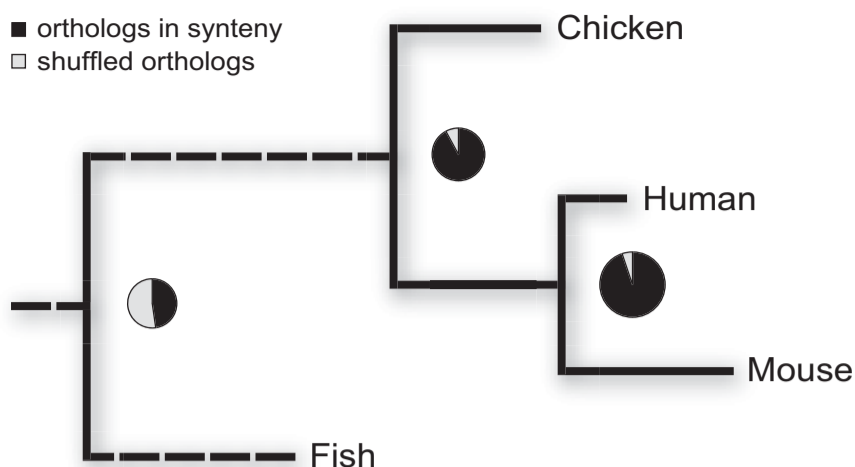 orthologs in synteny
shuffled orthologs
Chicken
Human
Mouse
Fish